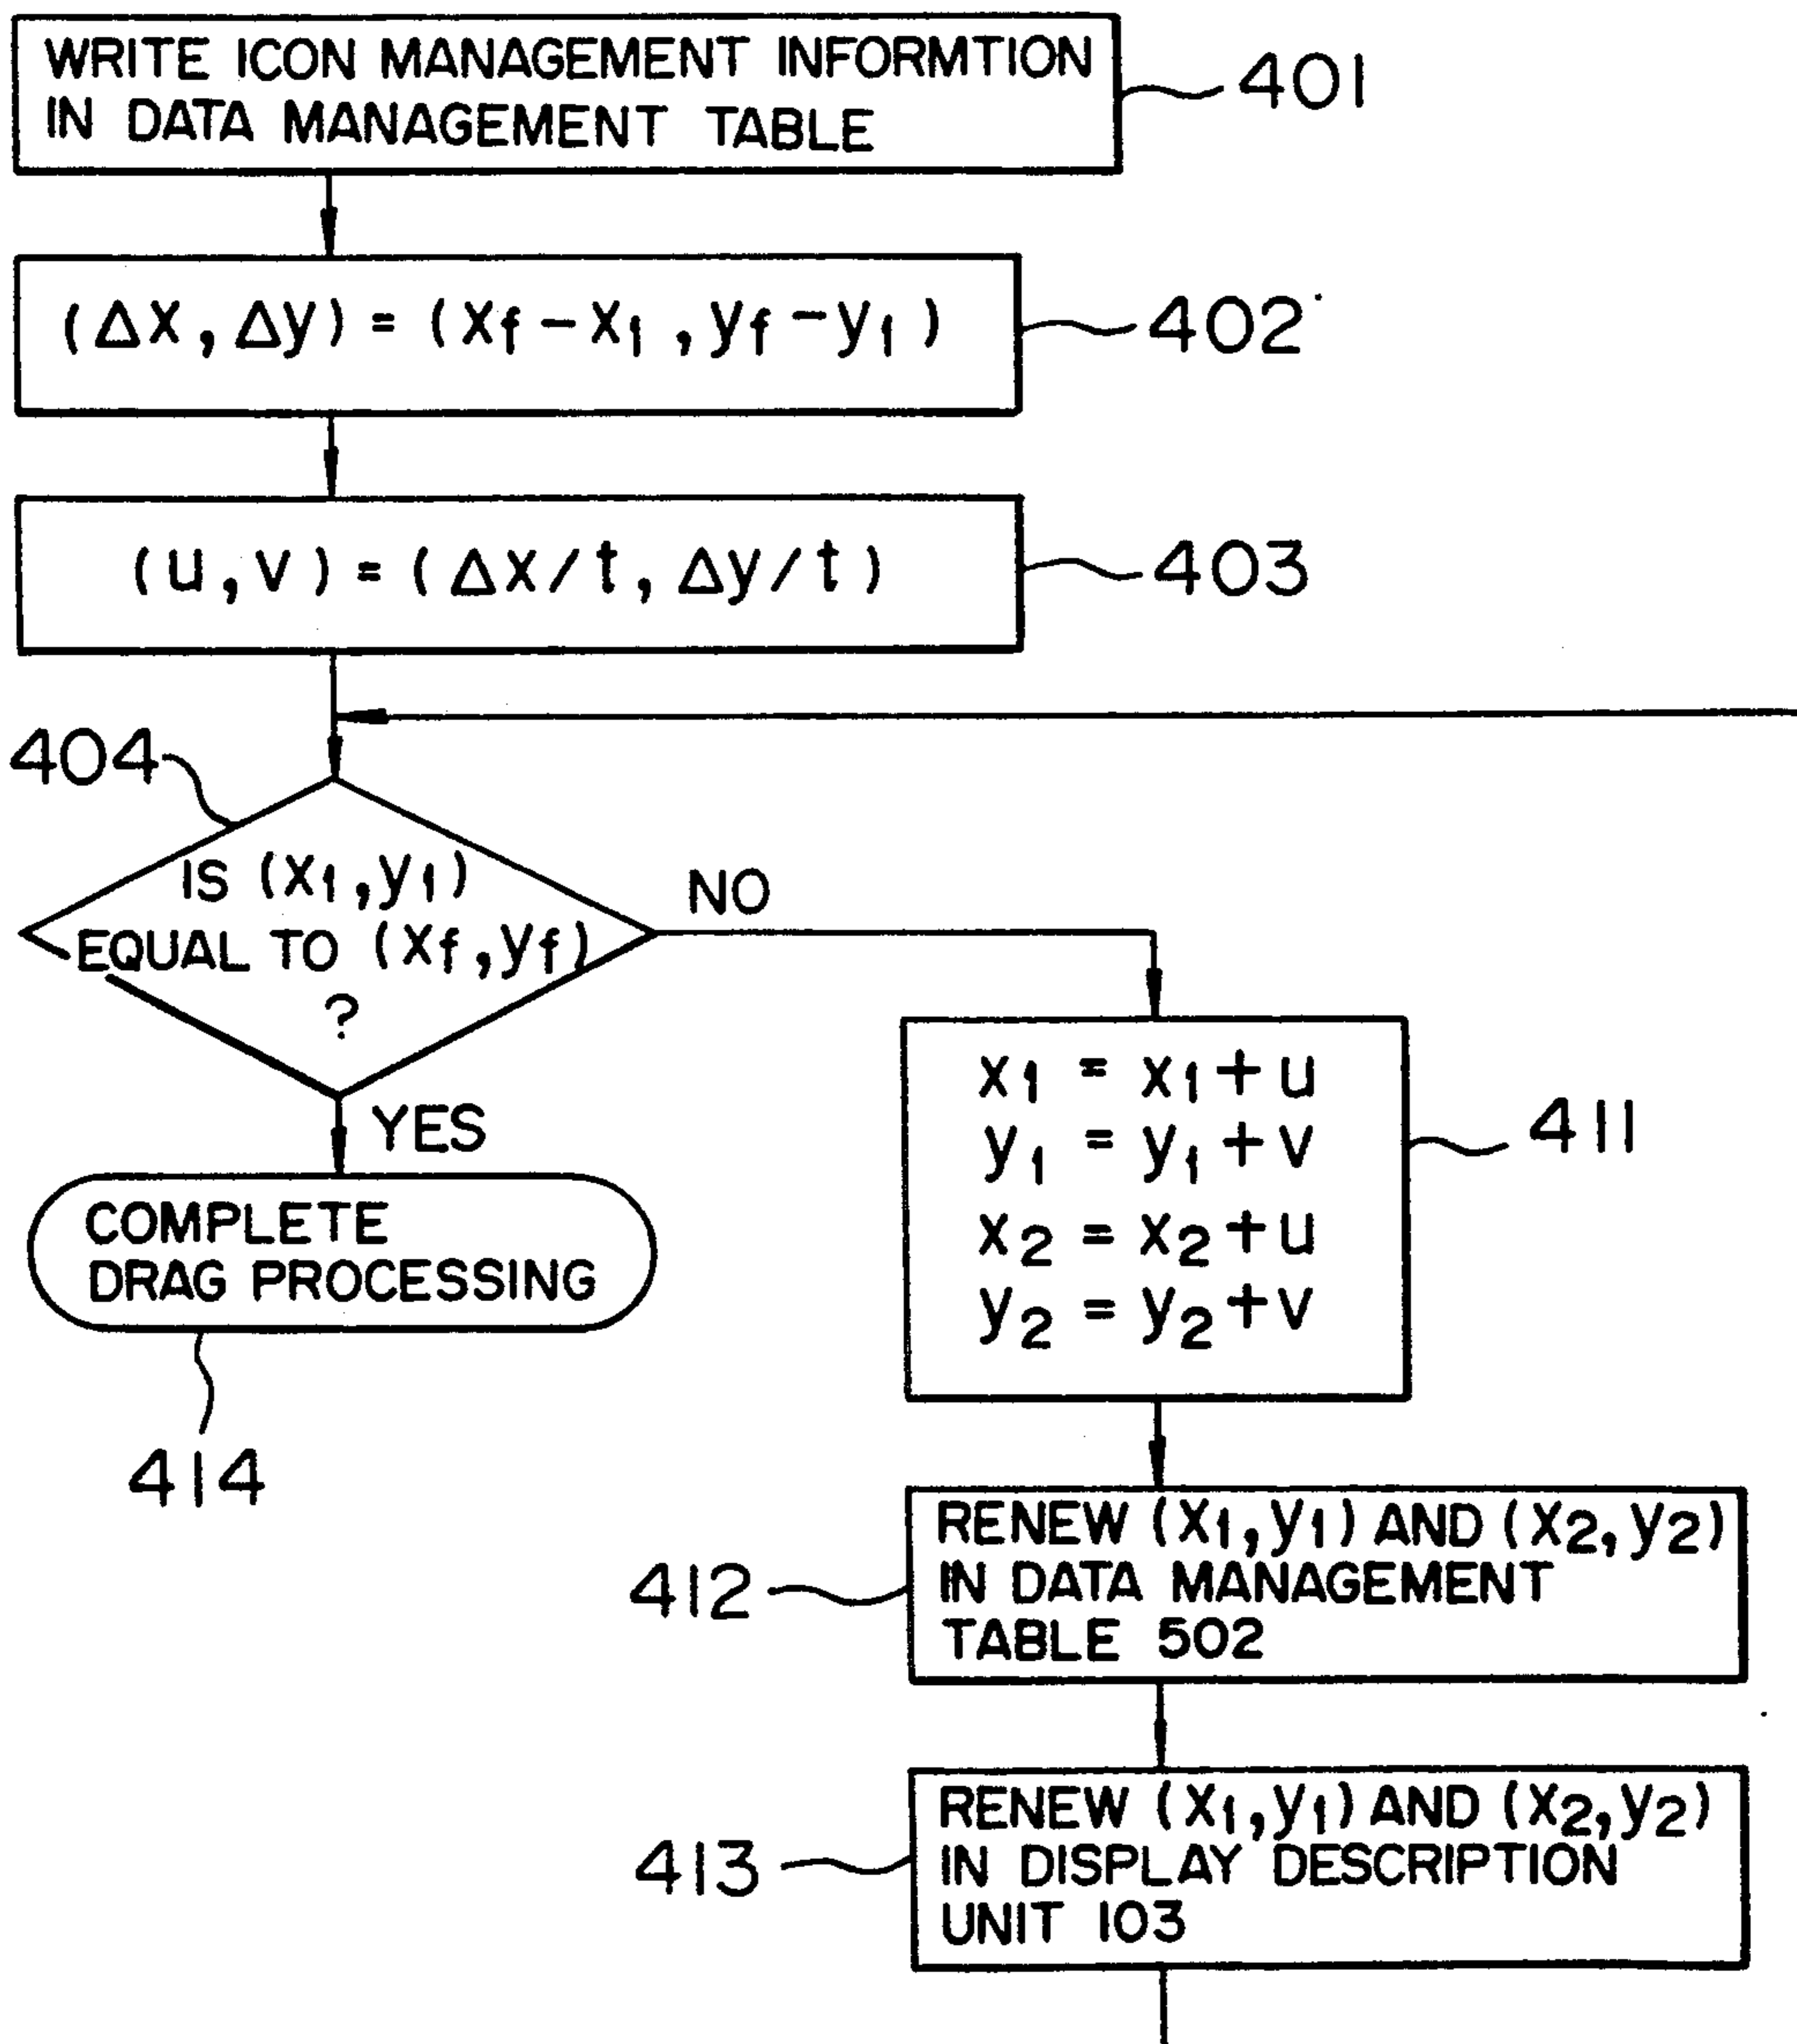 WRITE ICON MANAGEMENT INFORMTION
IN DATA MANAGEMENT TABLE
401
(Δx, Δy) = (xf-x1, yf-y1)
402
(u, v) = (Δx/t, Δy/t)
403
404
IS (x1, y1)
EQUAL TO (xf, yf)
?
NO
YES
COMPLETE
DRAG PROCESSING
414
x1 = x1+u
y1 = y1+v
x2 = x2+u
y2 = y2+v
411
RENEW (x1, y1) AND (x2, y2)
IN DATA MANAGEMENT
TABLE 502
412
RENEW (x1, y1) AND (x2, y2)
IN DISPLAY DESCRIPTION
UNIT 103
413